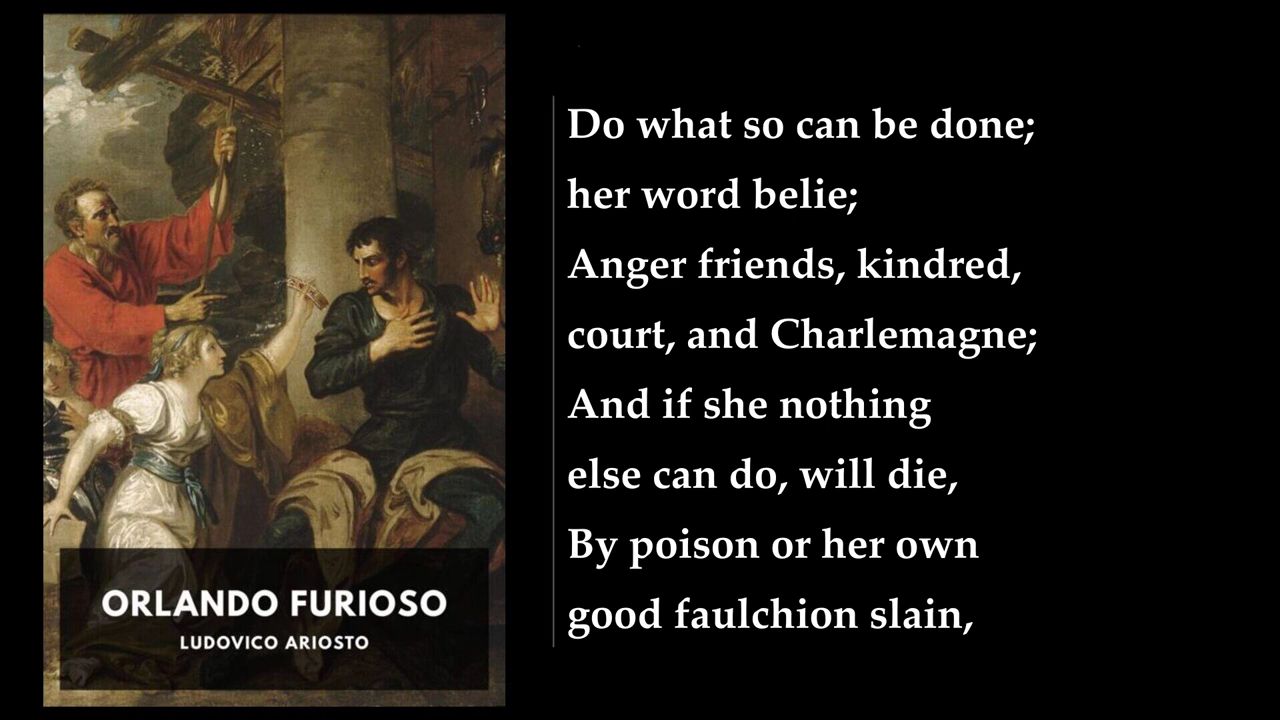 ORLANDO FURIOSO
LUDOVICO ARIOSTO
Do what so can be done;
her word belie;
Anger friends, kindred,
court, and Charlemagne;
And if she nothing
else can do, will die,
By poison or her own
good faulchion slain,